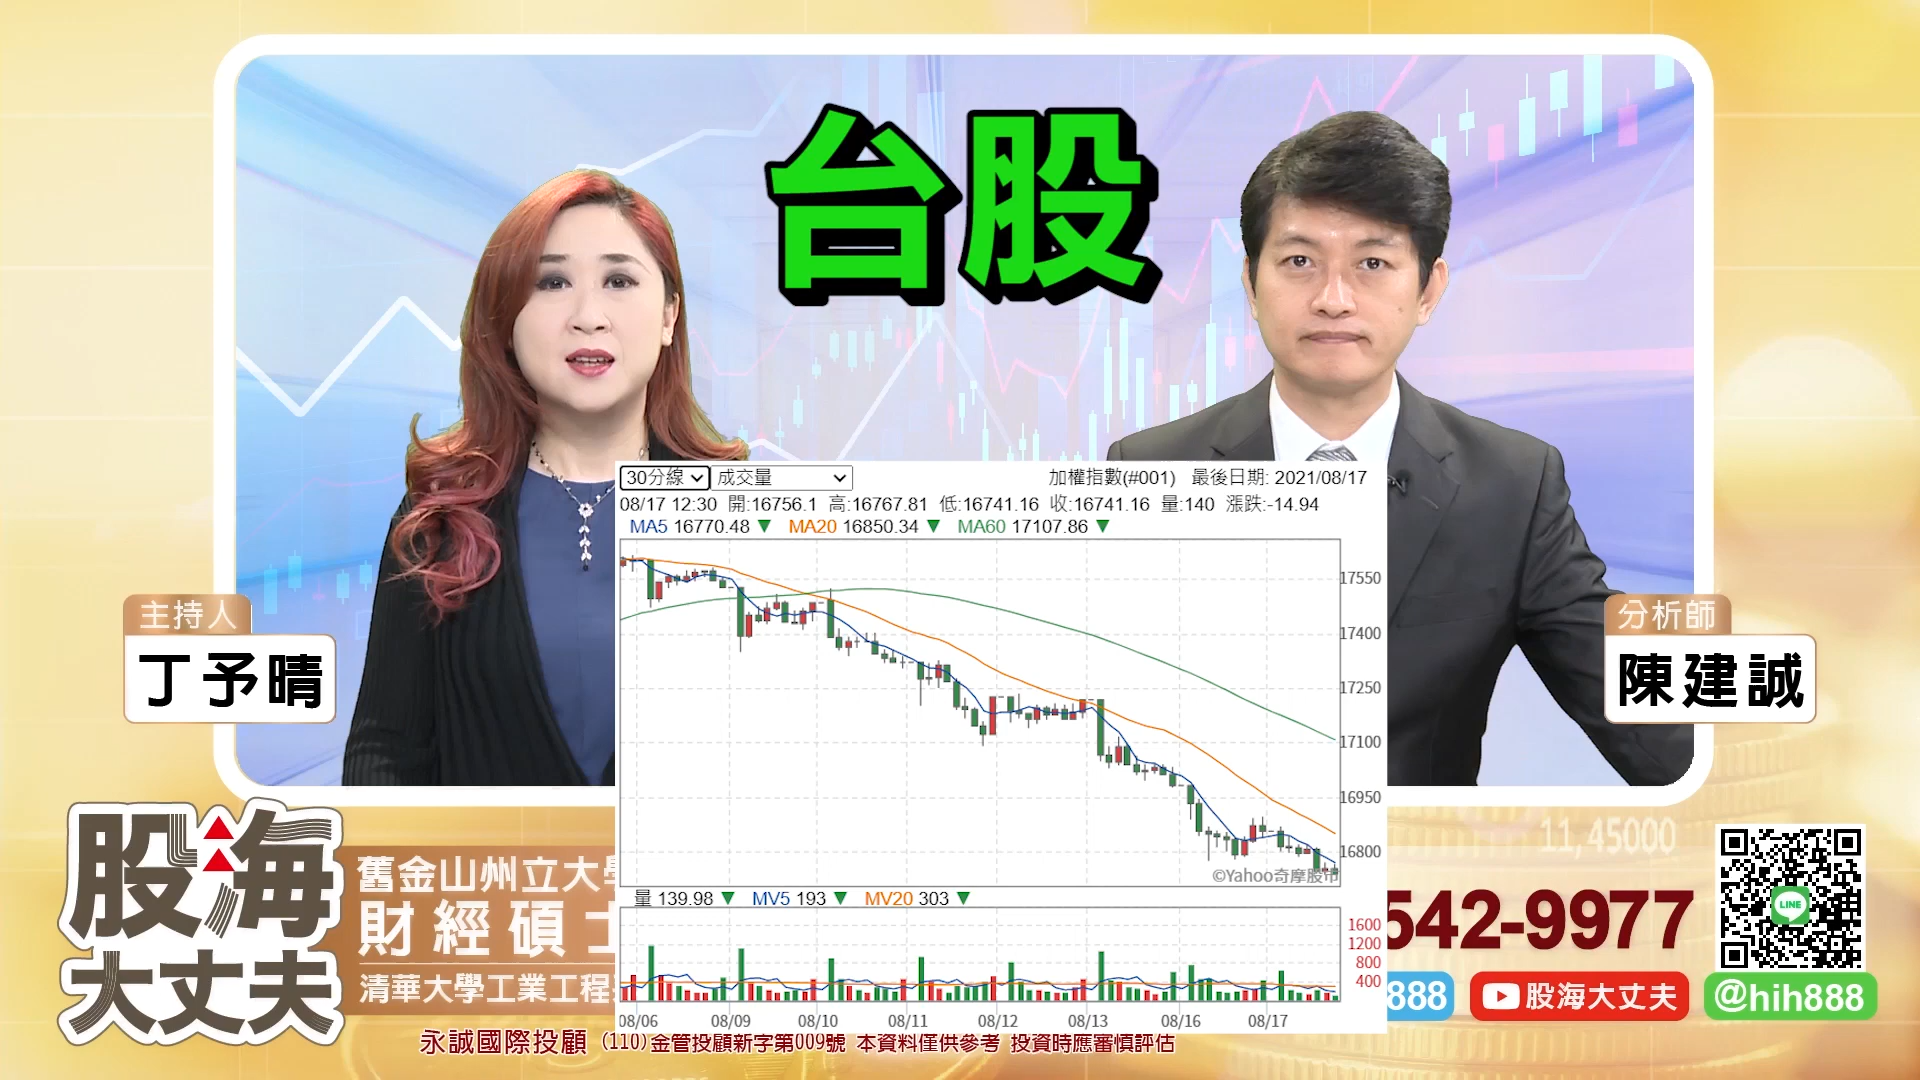 台股
主持人
丁予晴
分析師
陳建誠
30分線 成交量 加權指數(#001) 最後日期: 2021/08/17
08/17 12:30 開:16756.1 高:16767.81 低:16741.16 收:16741.16 量:140 漲跌:-14.94
MA5 16770.48 ▼ MA20 16850.34 ▼ MA60 17107.86 ▼
17550
17400
17250
17100
16950
16800
©Yahoo奇摩股市
量 139.98 ▼ MV5 193 ▼ MV20 303 ▼
1600
1200
800
400
08/06 08/09 08/10 08/11 08/12 08/13 08/16 08/17
股海
大丈夫
舊金山州立大學
財經碩士
清華大學工業工程
11,45000
542-9977
LINE
888
股海大丈夫
@hih888
永誠國際投顧 (110)金管投顧新字第009號 本資料僅供參考 投資時應審慎評估